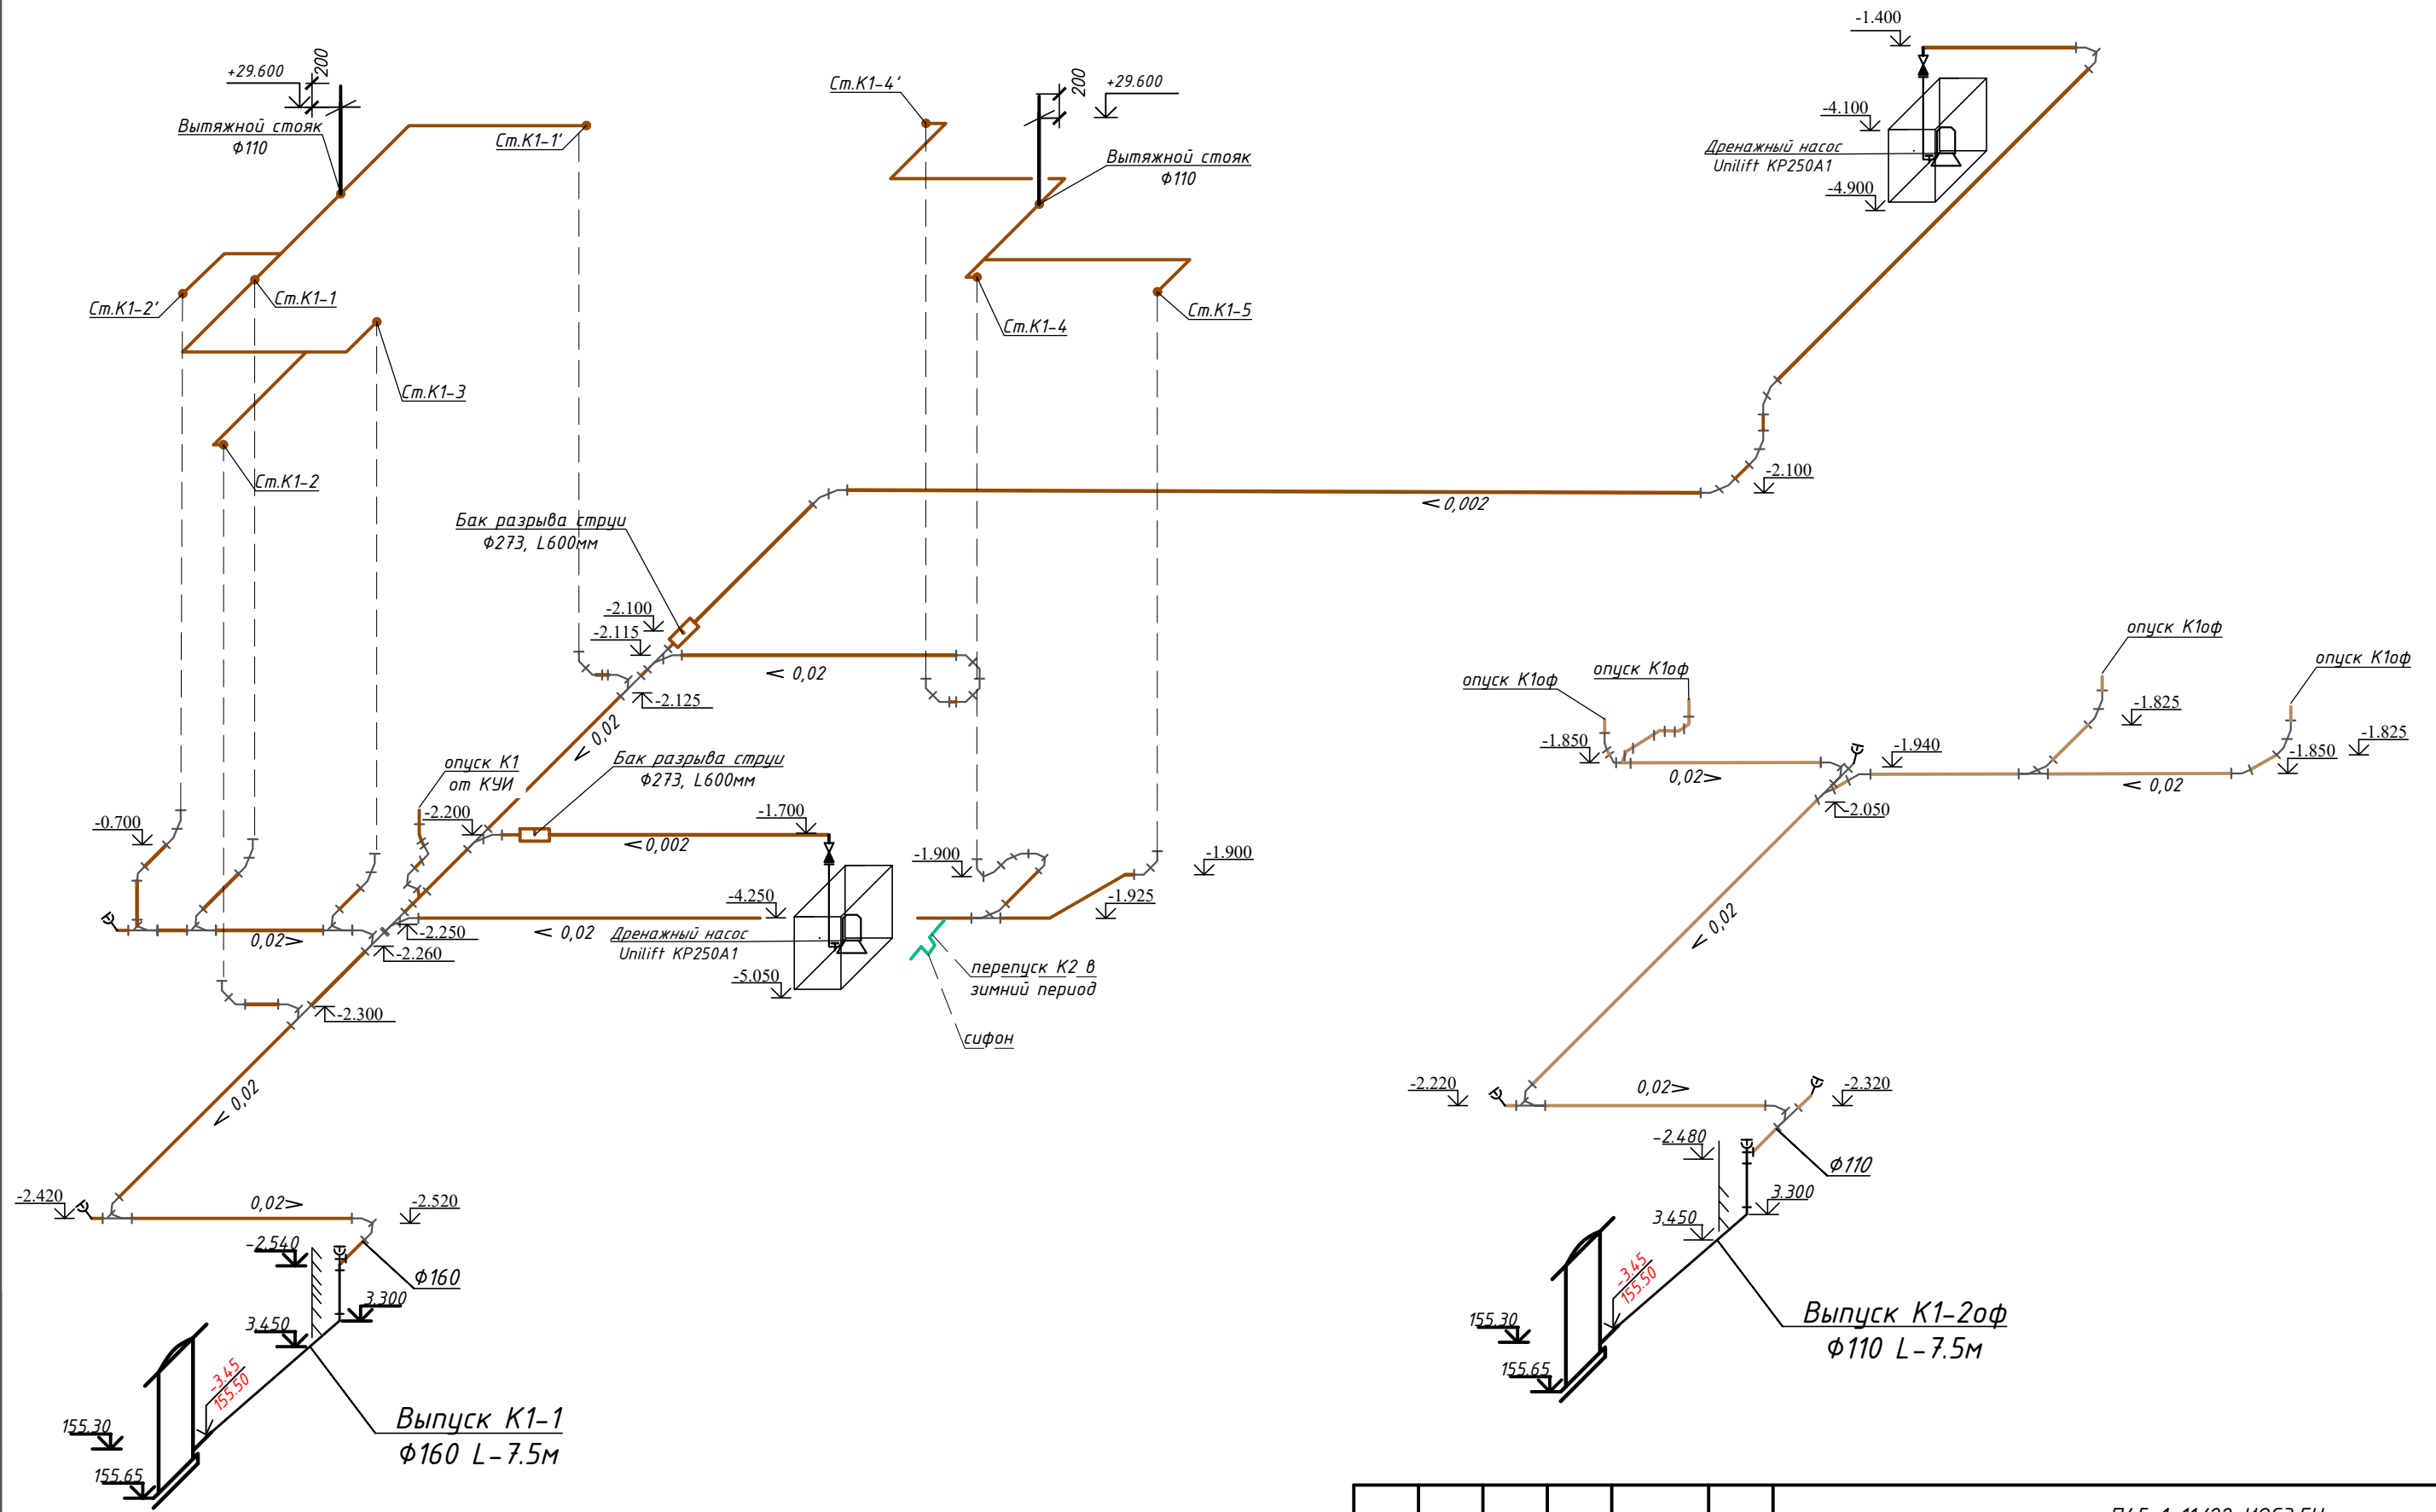 +29.600
200
Вытяжной стояк
Ф110
Ст.К1-1'
Ст.К1-2'
Ст.К1-1
Ст.К1-3
Ст.К1-2
Ст.К1-4'
200
+29.600
Вытяжной стояк
Ф110
Ст.К1-4
Ст.К1-5
-1.400
-4.100
Дренажный насос
Unilift KP250A1
-4.900
-2.100
0,002
Бак разрыва струи
Ф273, L600мм
-2.100
-2.115
0,02
-2.125
0,02
опуск К1
от КУИ
Бак разрыва струи
Ф273, L600мм
-2.200
-1.700
0,002
-0.700
0,02
-2.250
-2.260
0,02
-4.250
Дренажный насос
Unilift KP250A1
-5.050
-1.900
-1.900
-1.925
перепуск К2 в
зимний период
сифон
-2.300
0,02
-2.420
0,02
-2.520
-2.540
Ф160
3.300
3.450
-3.45
155.50
155.30
155.65
Выпуск К1-1
Ф160 L-7.5м
опуск К1оф
опуск К1оф
опуск К1оф
опуск К1оф
-1.850
0,02
-1.940
-1.825
-1.825
-1.850
0,02
-2.050
0,02
-2.220
0,02
-2.320
-2.480
Ф110
3.300
3.450
-3.45
155.50
155.30
155.65
Выпуск К1-2оф
Ф110 L-7.5м